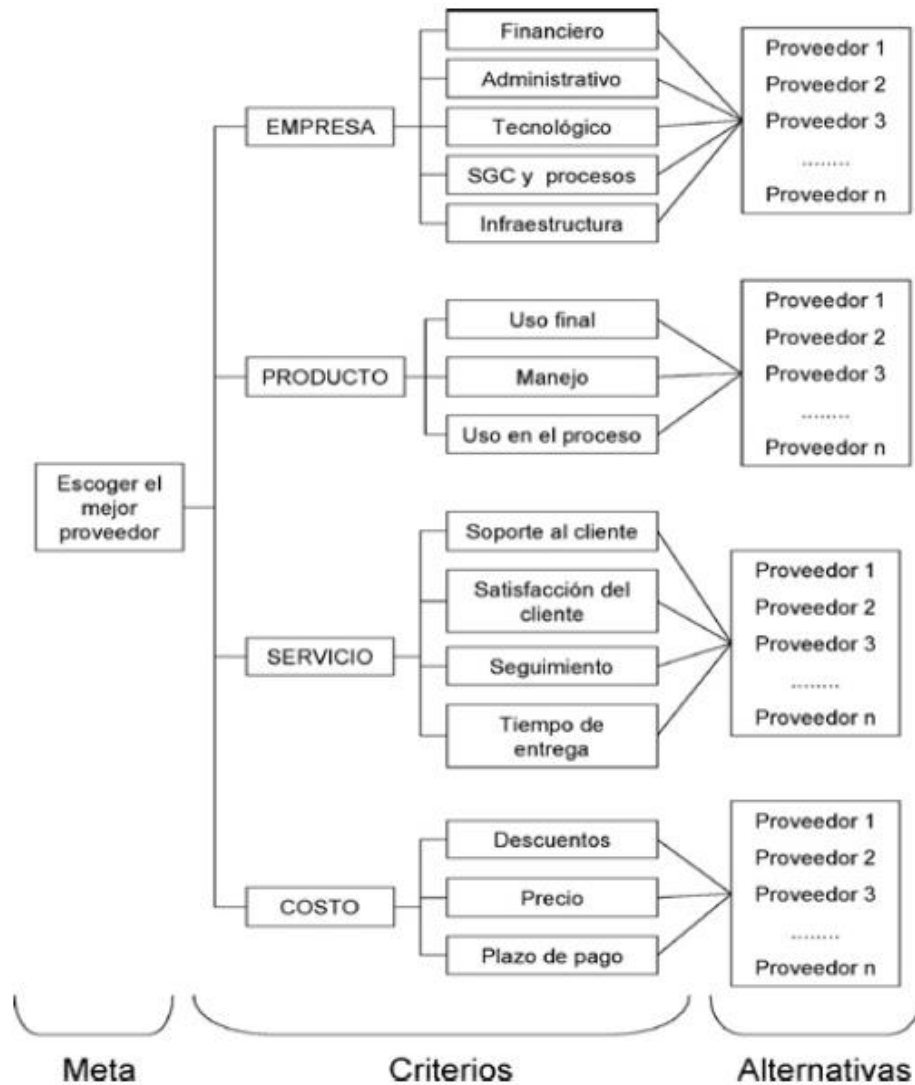 Escoger el
mejor
proveedor
EMPRESA
Financiero
Administrativo
Tecnológico
SGC y procesos
Infraestructura
Proveedor 1
Proveedor 2
Proveedor 3
........
Proveedor n
PRODUCTO
Uso final
Manejo
Uso en el proceso
Proveedor 1
Proveedor 2
Proveedor 3
........
Proveedor n
SERVICIO
Soporte al cliente
Satisfacción del
cliente
Seguimiento
Tiempo de
entrega
Proveedor 1
Proveedor 2
Proveedor 3
........
Proveedor n
COSTO
Descuentos
Precio
Plazo de pago
Proveedor 1
Proveedor 2
Proveedor 3
........
Proveedor n
Meta
Criterios
Alternativas